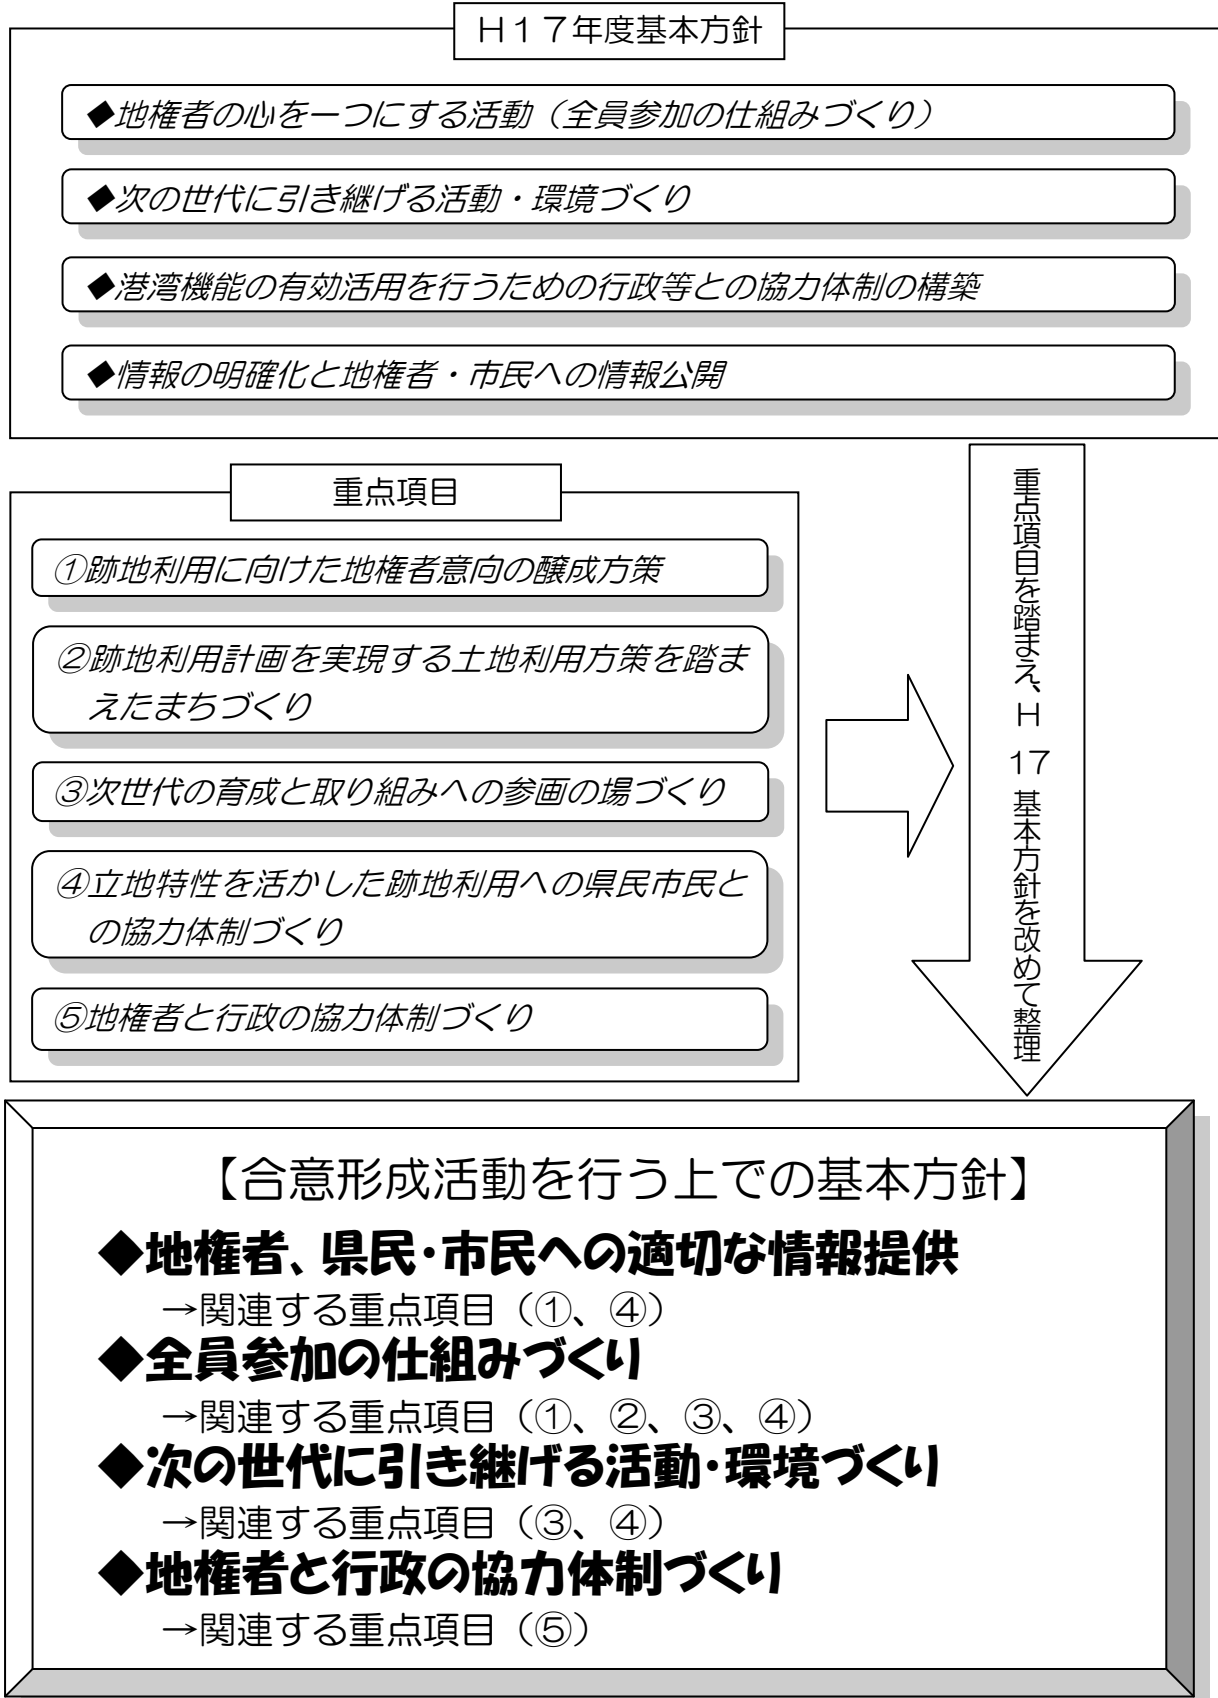 Ｈ１７年度基本方針
◆地権者の心を一つにする活動（全員参加の仕組みづくり）
◆次の世代に引き継げる活動・環境づくり
◆港湾機能の有効活用を行うための行政等との協力体制の構築
◆情報の明確化と地権者・市民への情報公開
重点項目
①跡地利用に向けた地権者意向の醸成方策
②跡地利用計画を実現する土地利用方策を踏ま
えたまちづくり
③次世代の育成と取り組みへの参画の場づくり
④立地特性を活かした跡地利用への県民市民と
の協力体制づくり
⑤地権者と行政の協力体制づくり
重点項目を踏まえ、Ｈ17基本方針を改めて整理
【合意形成活動を行う上での基本方針】
◆地権者、県民・市民への適切な情報提供
→関連する重点項目（①、④）
◆全員参加の仕組みづくり
→関連する重点項目（①、②、③、④）
◆次の世代に引き継げる活動・環境づくり
→関連する重点項目（③、④）
◆地権者と行政の協力体制づくり
→関連する重点項目（⑤）